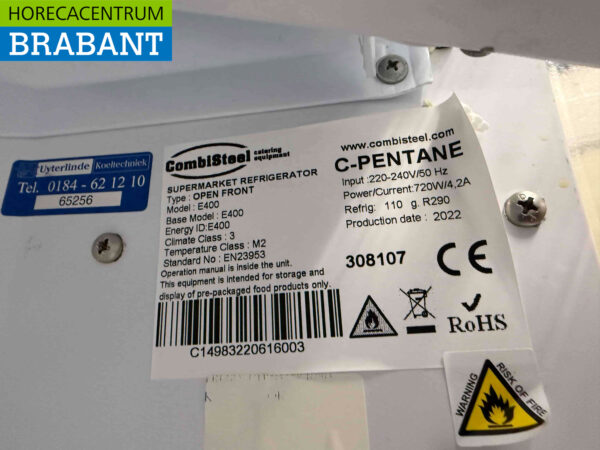 HORECACENTRUM
BRABANT
Uyterlinde Koeltechniek
Tel. 0184 - 62 12 10
65256
CombiSteel catering equipment
SUPERMARKET REFRIGERATOR
Type : OPEN FRONT
Model : E400
Base Model : E400
Energy ID:E400
Climate Class : 3
Temperature Class : M2
Standard No : EN23953
Operation manual is inside the unit.
This equipment is intended for storage and
display of pre-packaged food products only.
C14983220616003
www.combisteel.com
C-PENTANE
Input :220-240V/50 Hz
Power/Current:720W/4,2A
Refrig: 110 g. R290
Production date : 2022
308107
CE
RoHS
WARNING
RISK OF FIRE